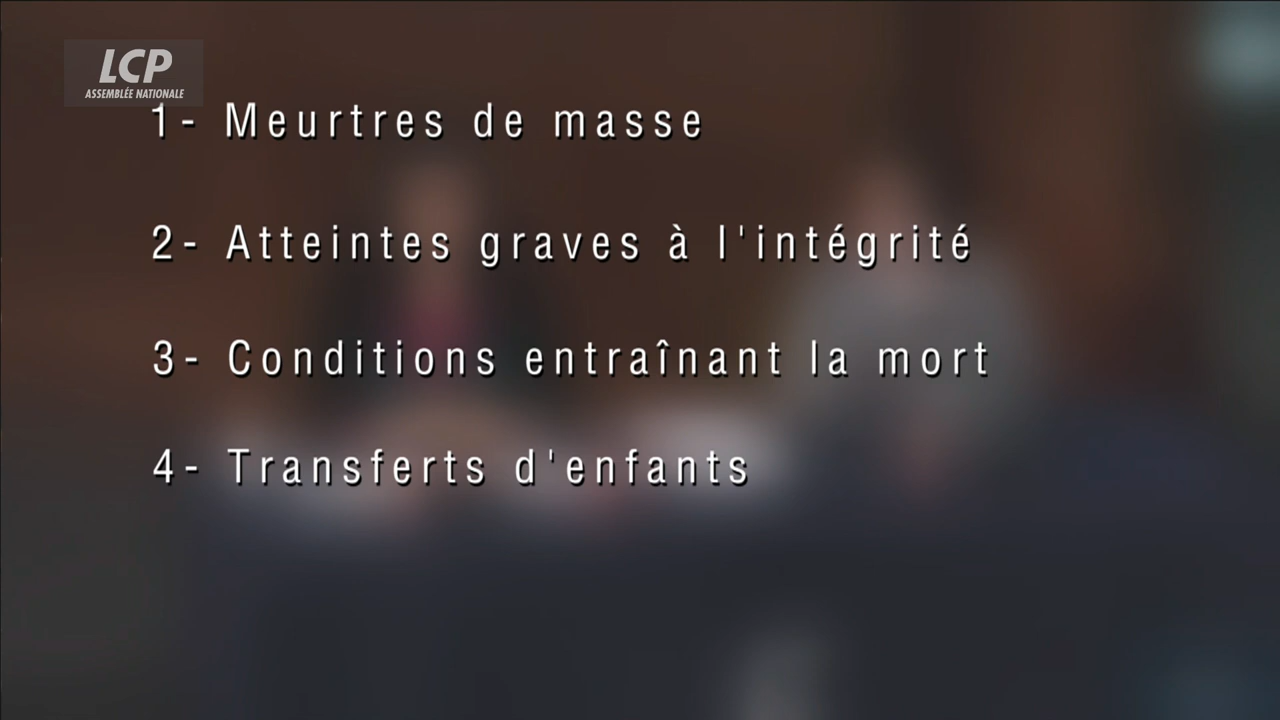 LCP
ASSEMBLÉE NATIONALE
1- Meurtres de masse
2- Atteintes graves à l'intégrité
3- Conditions entraînant la mort
4- Transferts d'enfants